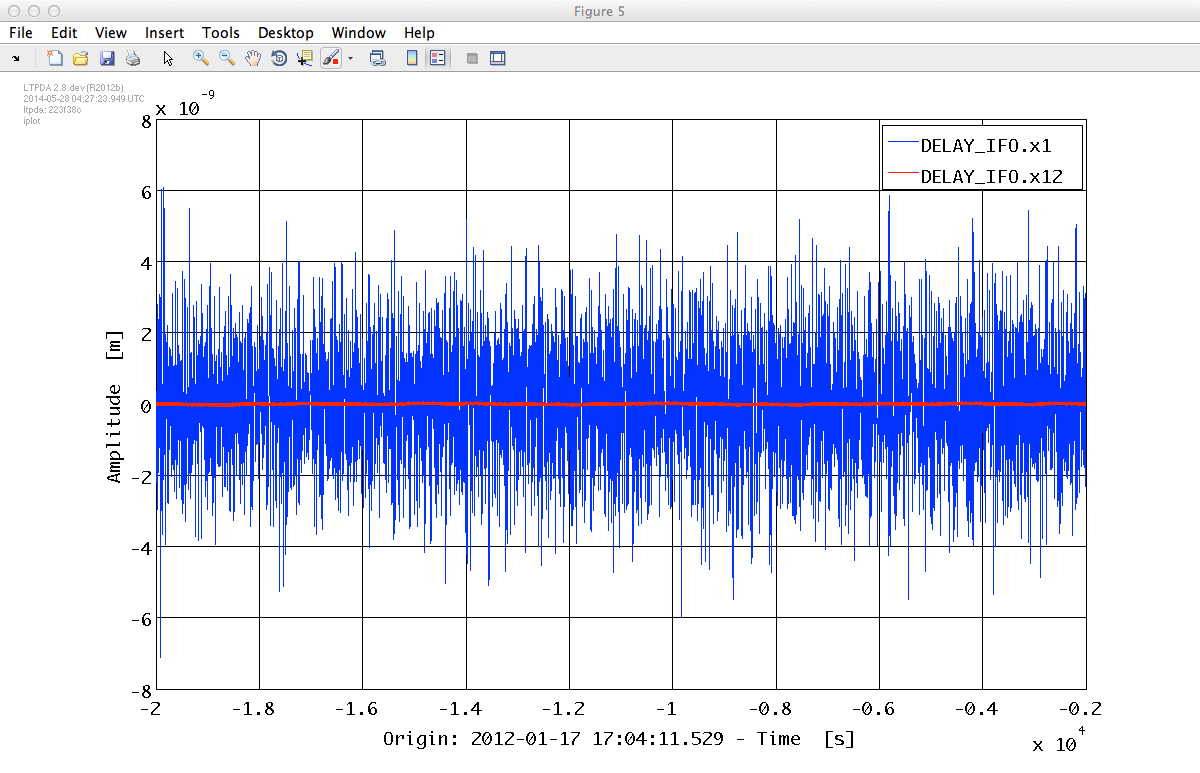 Figure 5
File Edit View Insert Tools Desktop Window Help
LTPDA 2.8.dev (R2012b)
2014-05-28 04:27:23.949 UTC
ltpda: 223f38c
iplot
x 10^-9
8
6
4
2
0
-2
-4
-6
-8
Amplitude [m]
DELAY_IFO.x1
DELAY_IFO.x12
-2 -1.8 -1.6 -1.4 -1.2 -1 -0.8 -0.6 -0.4 -0.2
Origin: 2012-01-17 17:04:11.529 - Time [s]
x 10^4